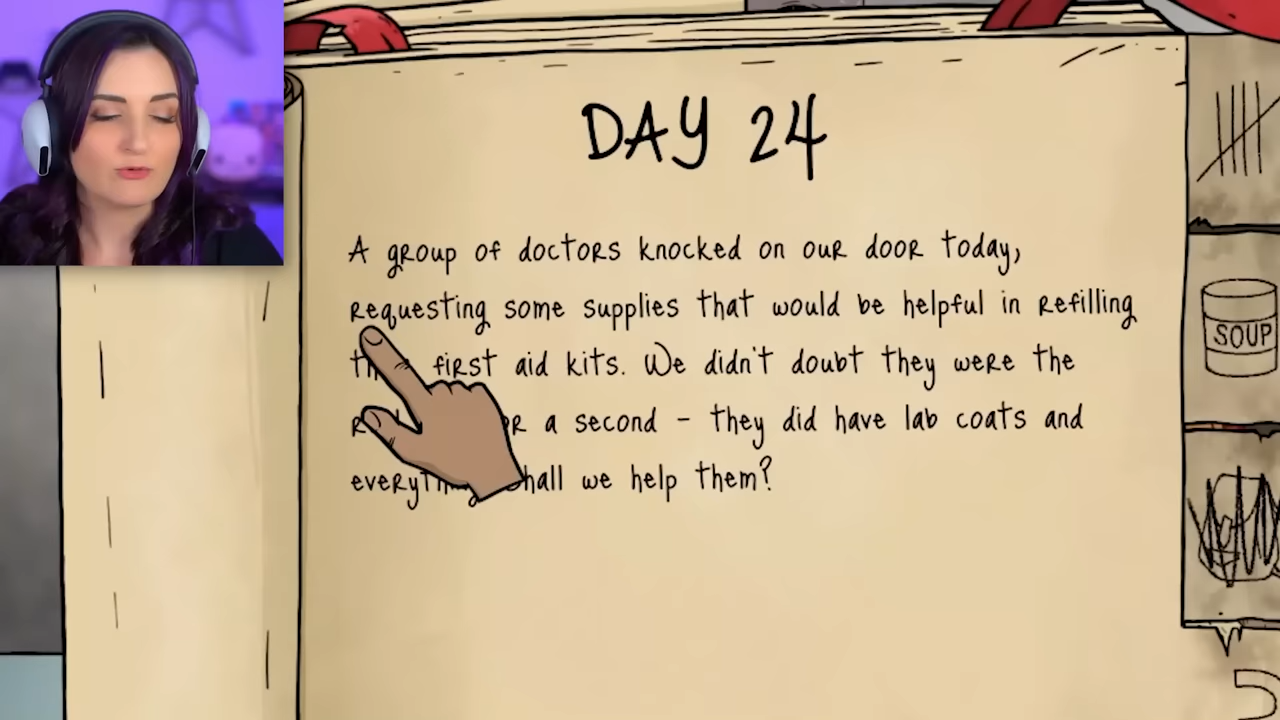 DAY 24
A group of doctors knocked on our door today,
requesting some supplies that would be helpful in refilling
first aid kits. We didn't doubt they were the
a second - they did have lab coats and
we help them?
SOUP